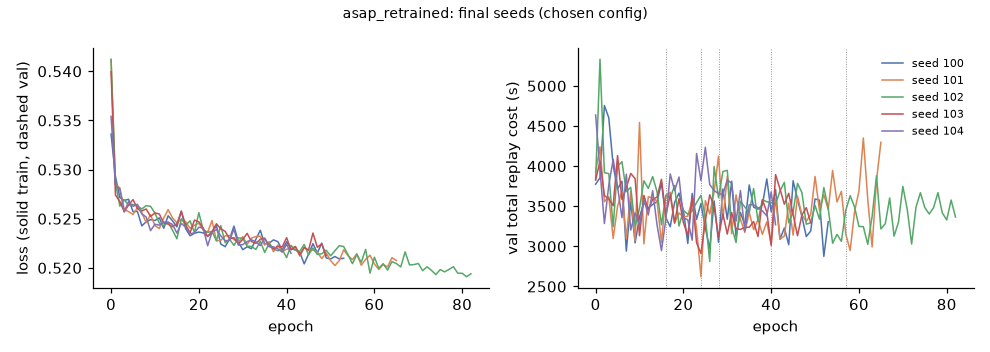 asap_retrained: final seeds (chosen config)
loss (solid train, dashed val)
0.540
0.535
0.530
0.525
0.520
0 20 40 60 80
epoch
val total replay cost (s)
5000
4500
4000
3500
3000
2500
0 20 40 60 80
epoch
seed 100
seed 101
seed 102
seed 103
seed 104